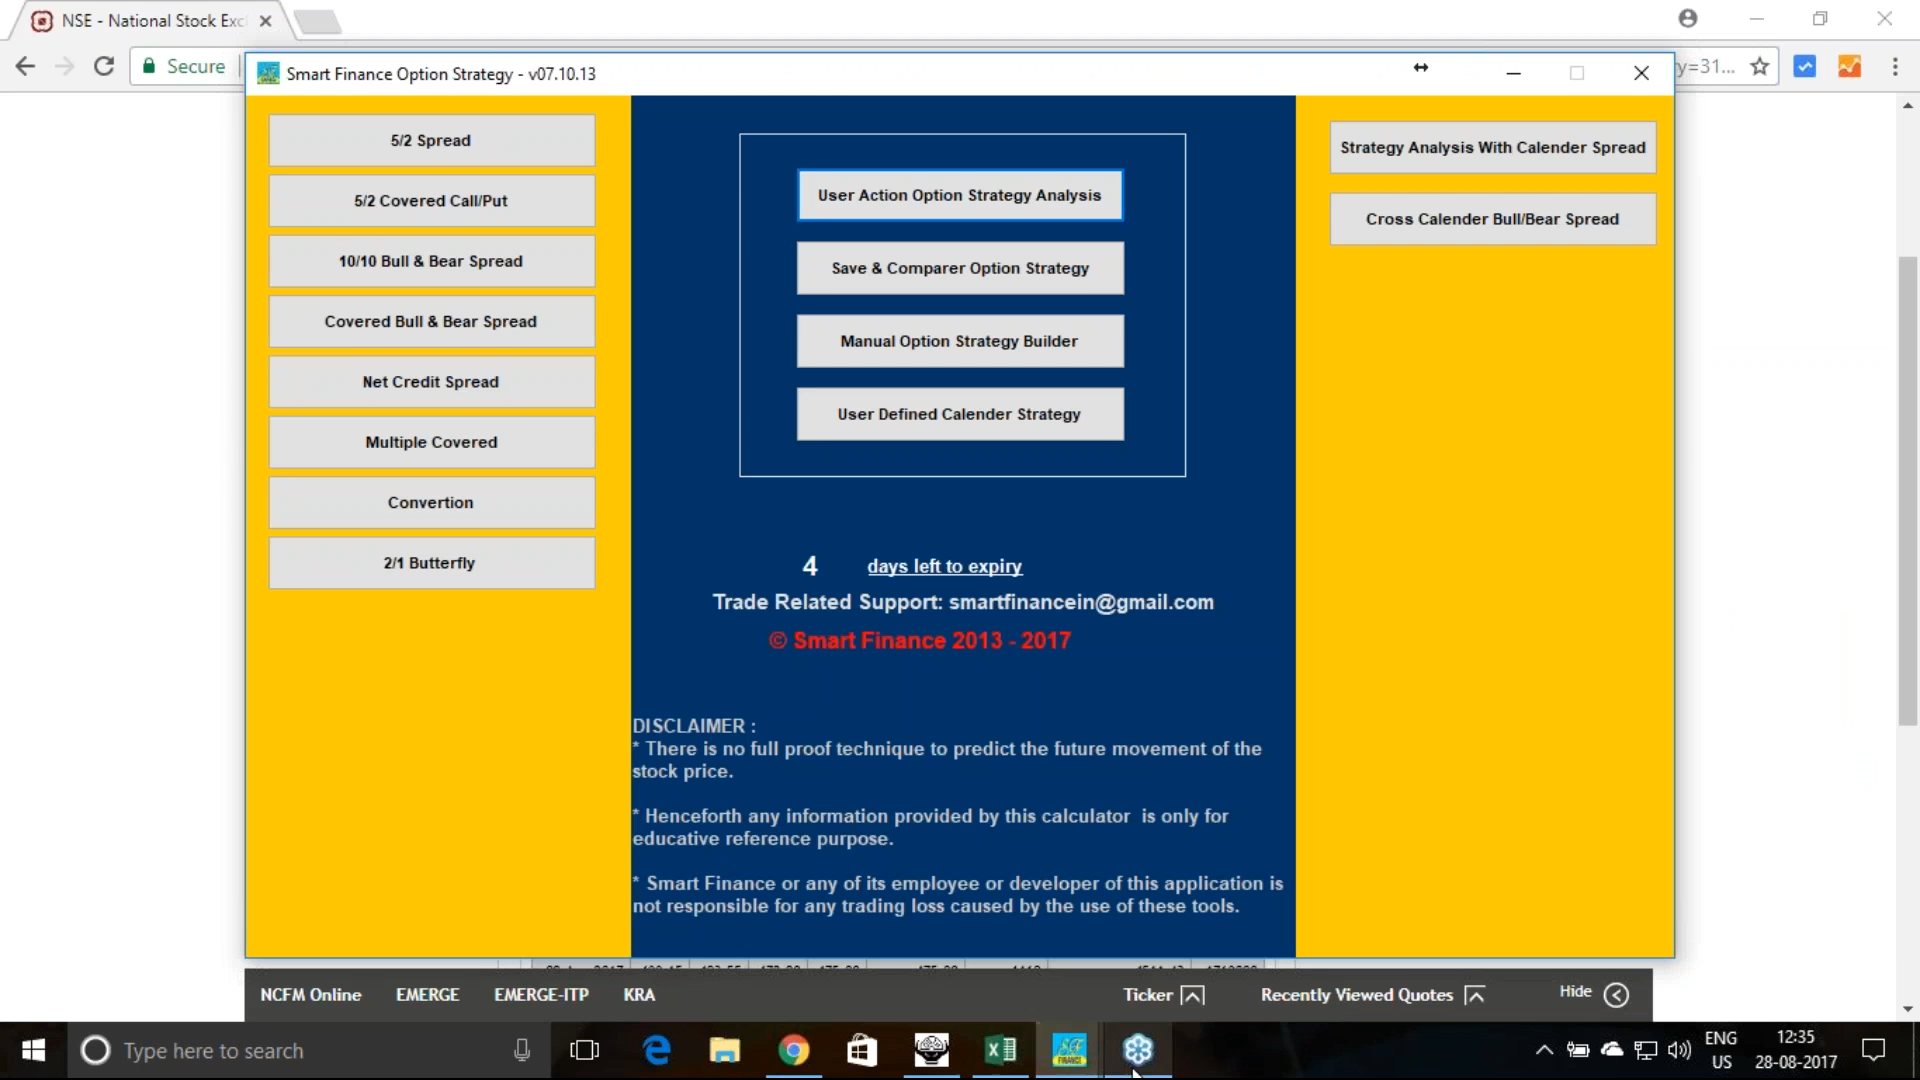 NSE - National Stock Exc
Secure
y=31...
Smart Finance Option Strategy - v07.10.13
5/2 Spread
5/2 Covered Call/Put
10/10 Bull & Bear Spread
Covered Bull & Bear Spread
Net Credit Spread
Multiple Covered
Convertion
2/1 Butterfly
User Action Option Strategy Analysis
Save & Comparer Option Strategy
Manual Option Strategy Builder
User Defined Calender Strategy
Strategy Analysis With Calender Spread
Cross Calender Bull/Bear Spread
4 days left to expiry
Trade Related Support: smartfinancein@gmail.com
© Smart Finance 2013 - 2017
DISCLAIMER :
* There is no full proof technique to predict the future movement of the
stock price.
* Henceforth any information provided by this calculator is only for
educative reference purpose.
* Smart Finance or any of its employee or developer of this application is
not responsible for any trading loss caused by the use of these tools.
NCFM Online EMERGE EMERGE-ITP KRA Ticker Recently Viewed Quotes Hide
Type here to search
FINANCE
ENG
US
12:35
28-08-2017